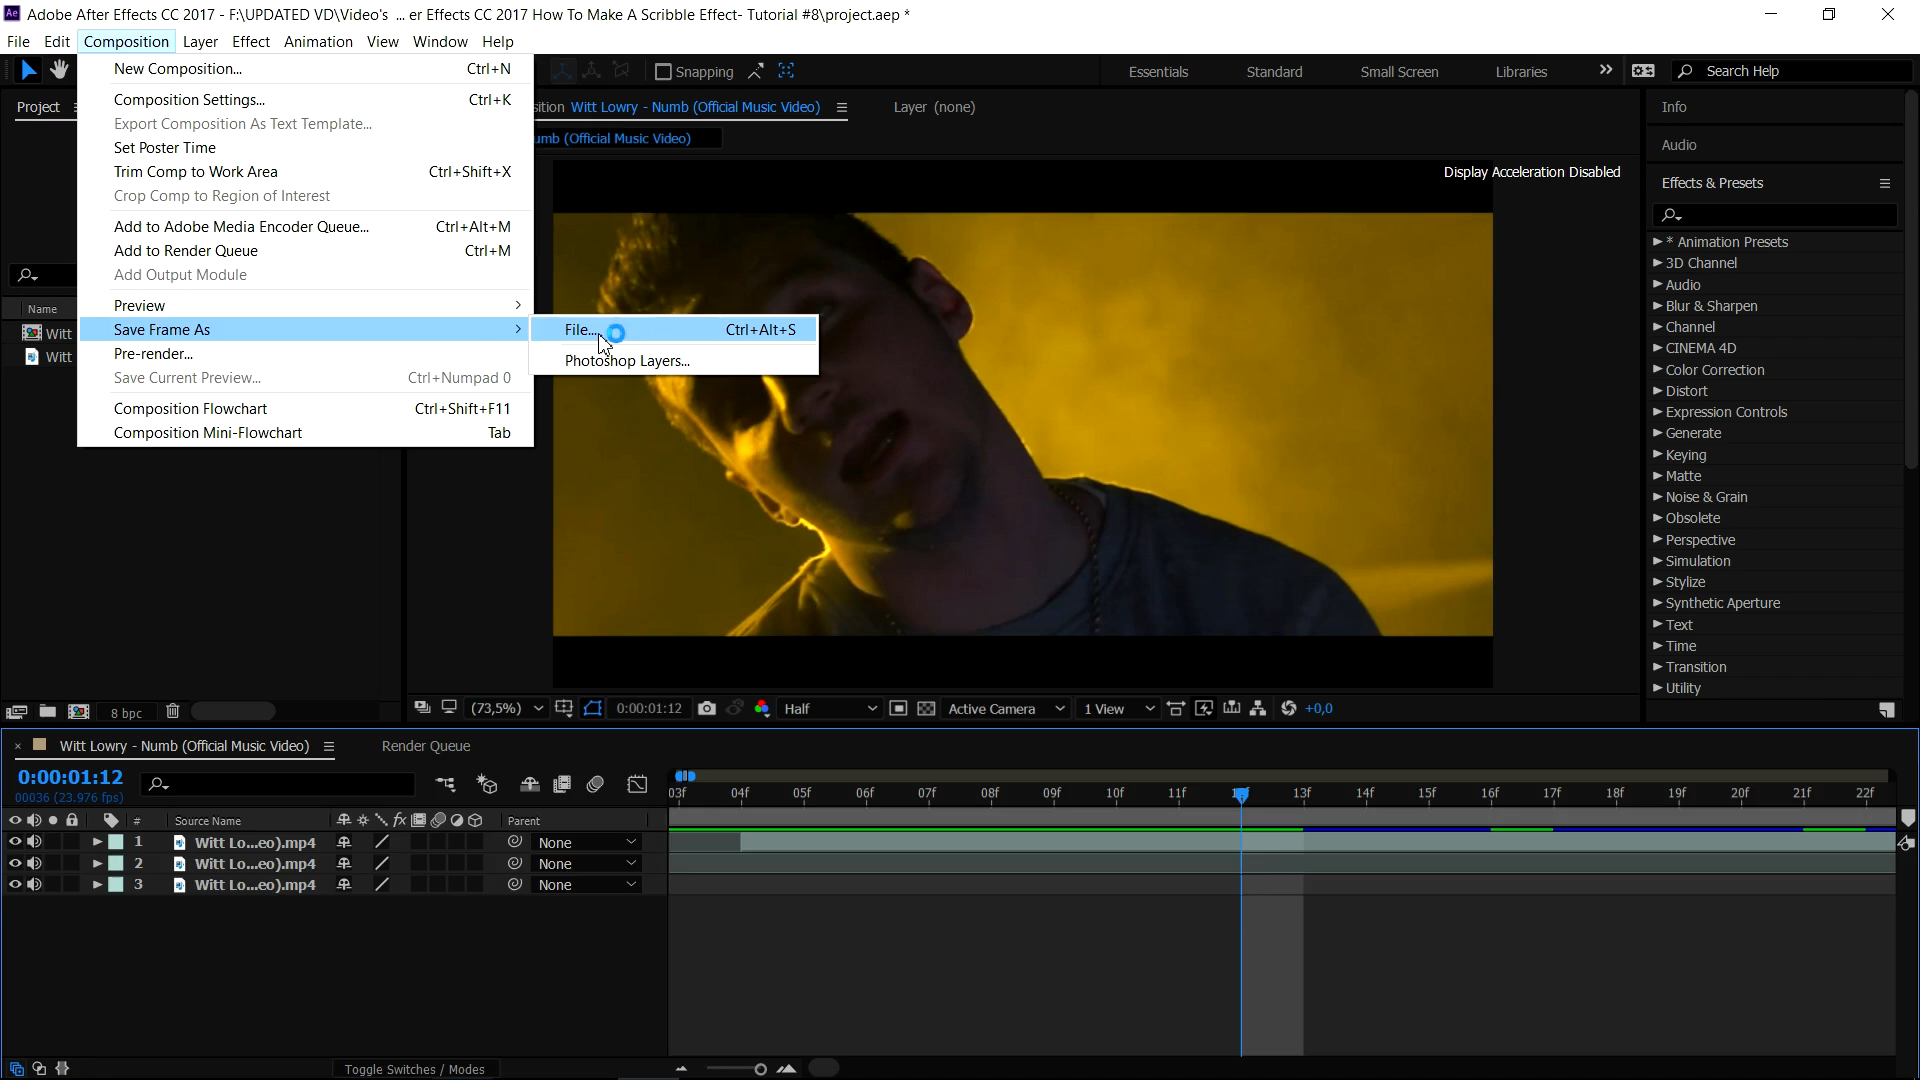 Adobe After Effects CC 2017 - F:\UPDATED VD\Video's ... er Effects CC 2017 How To Make A Scribble Effect- Tutorial #8\project.aep *
File Edit Composition Layer Effect Animation View Window Help
New Composition... Ctrl+N
Composition Settings... Ctrl+K
Export Composition As Text Template...
Set Poster Time
Trim Comp to Work Area Ctrl+Shift+X
Crop Comp to Region of Interest
Add to Adobe Media Encoder Queue... Ctrl+Alt+M
Add to Render Queue Ctrl+M
Add Output Module
Preview
Save Frame As
Pre-render...
Save Current Preview... Ctrl+Numpad 0
Composition Flowchart Ctrl+Shift+F11
Composition Mini-Flowchart Tab
File... Ctrl+Alt+S
Photoshop Layers...
Snapping
Essentials Standard Small Screen Libraries Search Help
Project
Name
Witt
Witt
8 bpc
sition Witt Lowry - Numb (Official Music Video) Layer (none)
umb (Official Music Video)
Display Acceleration Disabled
(73,5%) 0:00:01:12 Half Active Camera 1 View +0,0
Info
Audio
Effects & Presets
* Animation Presets
3D Channel
Audio
Blur & Sharpen
Channel
CINEMA 4D
Color Correction
Distort
Expression Controls
Generate
Keying
Matte
Noise & Grain
Obsolete
Perspective
Simulation
Stylize
Synthetic Aperture
Text
Time
Transition
Utility
Witt Lowry - Numb (Official Music Video) Render Queue
0:00:01:12
00036 (23.976 fps)
03f 04f 05f 06f 07f 08f 09f 10f 11f 13f 14f 15f 16f 17f 18f 19f 20f 21f 22f
# Source Name Parent
1 Witt Lo...eo).mp4 None
2 Witt Lo...eo).mp4 None
3 Witt Lo...eo).mp4 None
Toggle Switches / Modes